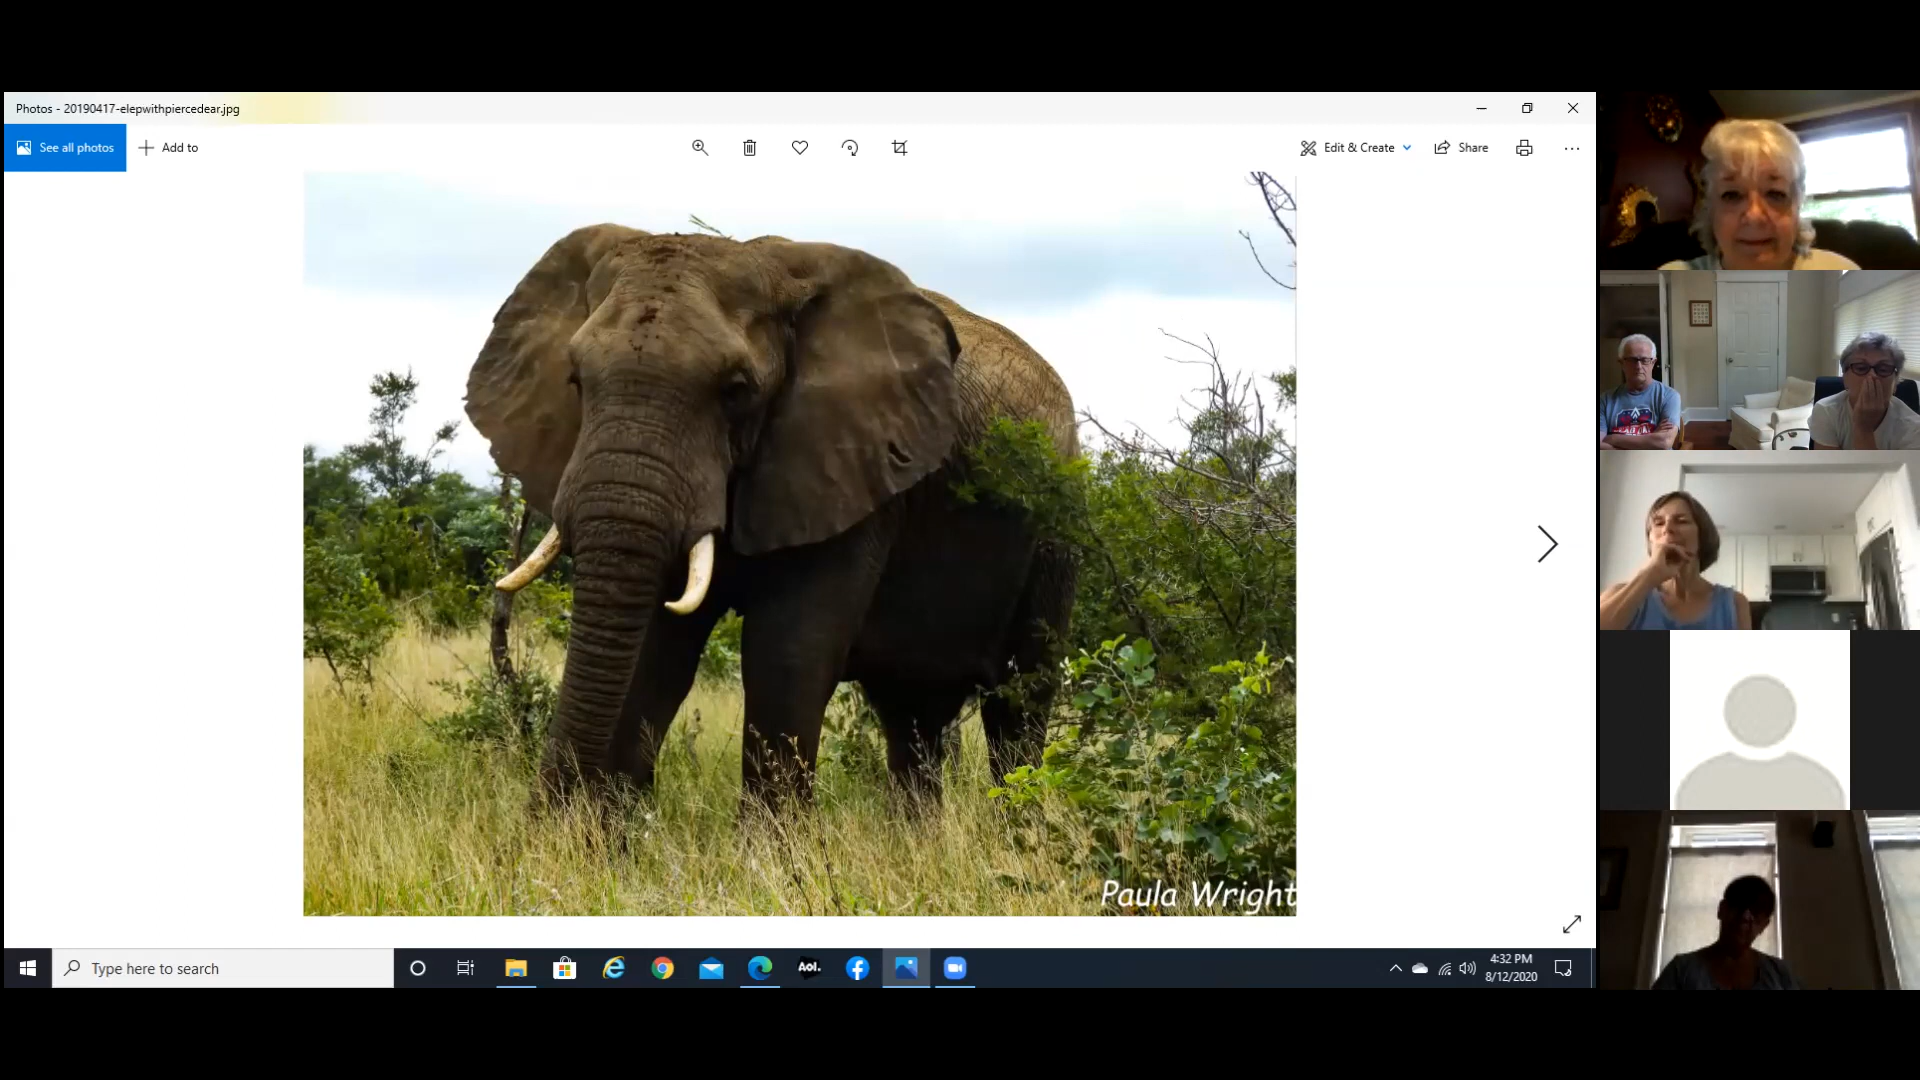 Photos - 20190417-elepwithpiercedear.jpg
See all photos
Add to
Edit & Create
Share
Paula Wright
Type here to search
Aol.
4:32 PM
8/12/2020